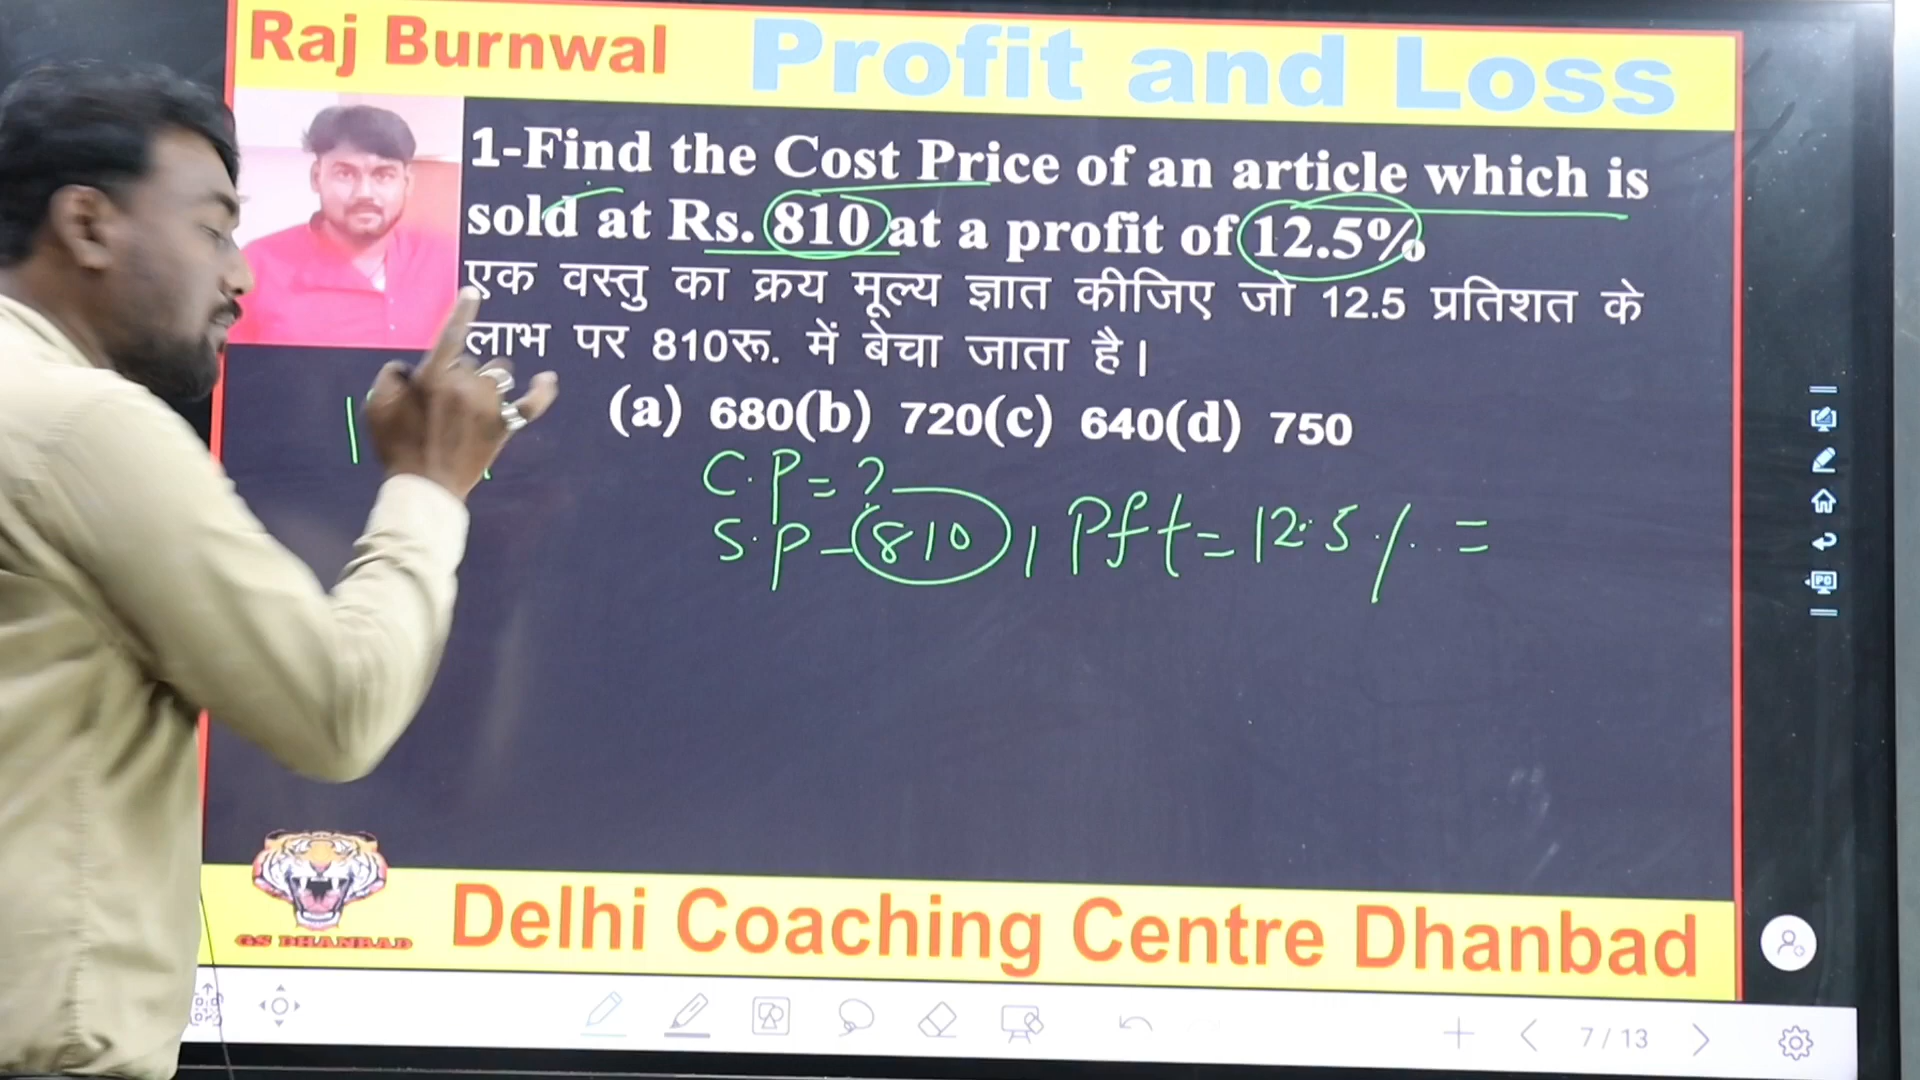 Raj Burnwal
Profit and Loss
1-Find the Cost Price of an article which is
sold at Rs. 810 at a profit of 12.5%
एक वस्तु का क्रय मूल्य ज्ञात कीजिए जो 12.5 प्रतिशत के
लाभ पर 810रू. में बेचा जाता है।
(a) 680(b) 720(c) 640(d) 750
C.P = ?
S.P - 810, Pft = 12.5% =
GS DHANBAD
Delhi Coaching Centre Dhanbad
7/13